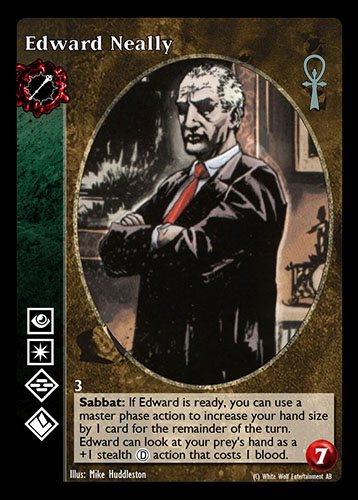 Edward Neally
3
Sabbat: If Edward is ready, you can use a
master phase action to increase your hand size
by 1 card for the remainder of the turn.
Edward can look at your prey's hand as a
+1 stealth Ⓓ action that costs 1 blood.
7
Illus: Mike Huddleston
(C) White Wolf Entertainment AB